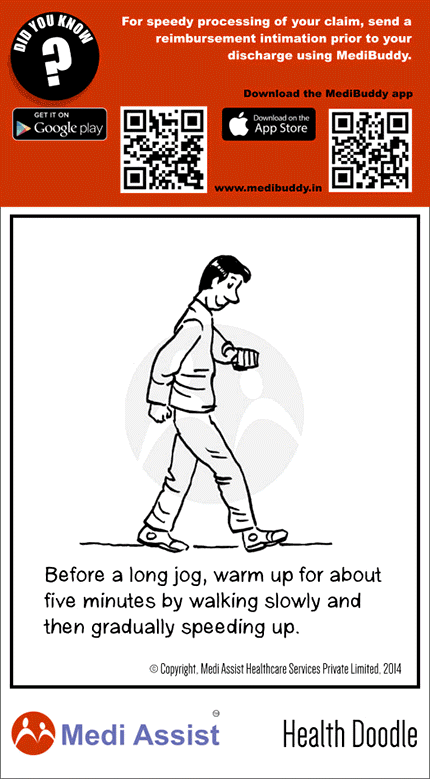 DID YOU KNOW
?
For speedy processing of your claim, send a
reimbursement intimation prior to your
discharge using MediBuddy.
Download the MediBuddy app
GET IT ON
Google play
Download on the
App Store
www.medibuddy.in
Before a long jog, warm up for about
five minutes by walking slowly and
then gradually speeding up.
© Copyright, Medi Assist Healthcare Services Private Limited, 2014
Medi Assist
Health Doodle